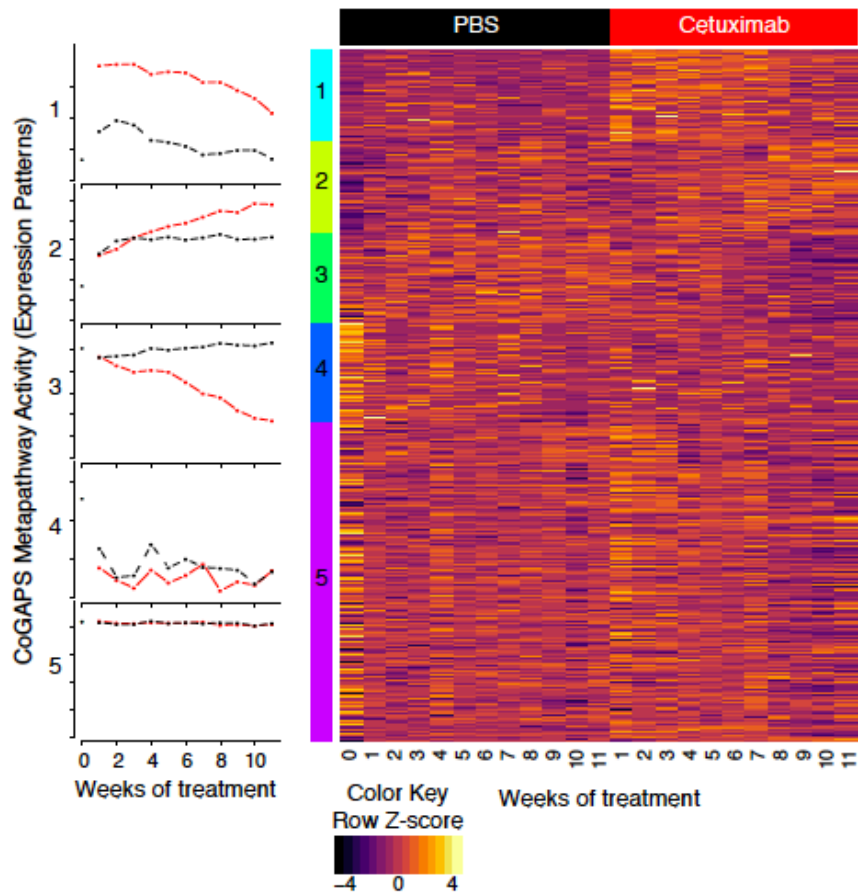 PBS Cetuximab
CoGAPS Metapathway Activity (Expression Patterns)
1
2
3
4
5
0 2 4 6 8 10
Weeks of treatment
1
2
3
4
5
0 1 2 3 4 5 6 7 8 9 10 11 1 2 3 4 5 6 7 8 9 10 11
Weeks of treatment
Color Key
Row Z-score
−4 0 4